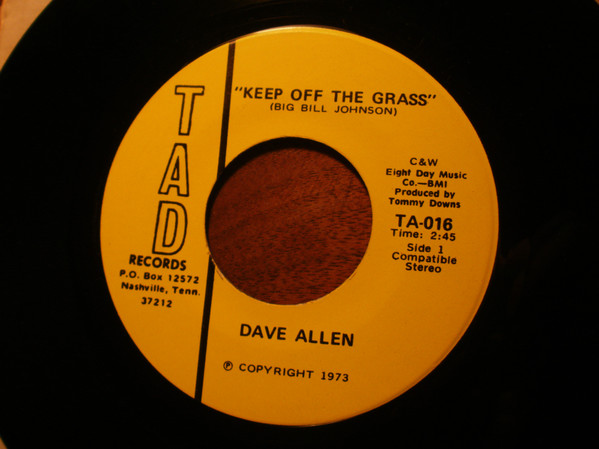 "KEEP OFF THE GRASS"
(BIG BILL JOHNSON)
TAD
RECORDS
P.O. Box 12572
Nashville, Tenn.
37212
C&W
Eight Day Music
Co.—BMI
Produced by
Tommy Downs
TA-016
Time: 2:45
Side 1
Compatible
Stereo
DAVE ALLEN
℗ COPYRIGHT 1973